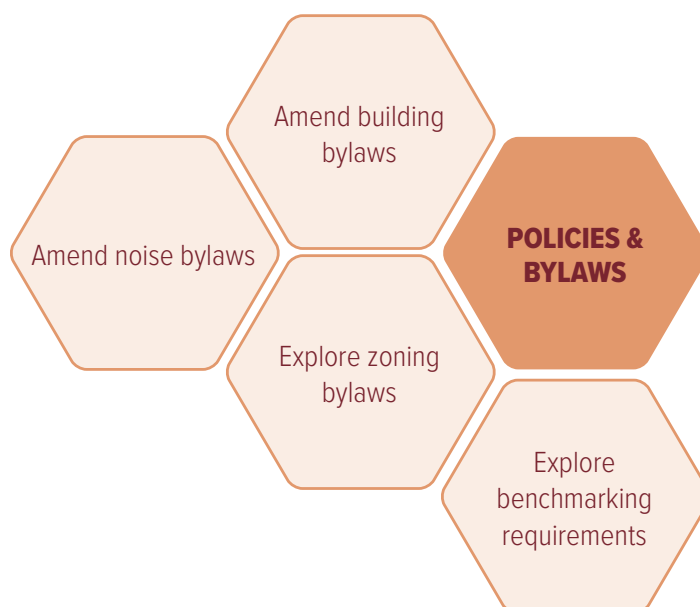 Amend building
bylaws
POLICIES &
BYLAWS
Amend noise bylaws
Explore zoning
bylaws
Explore
benchmarking
requirements